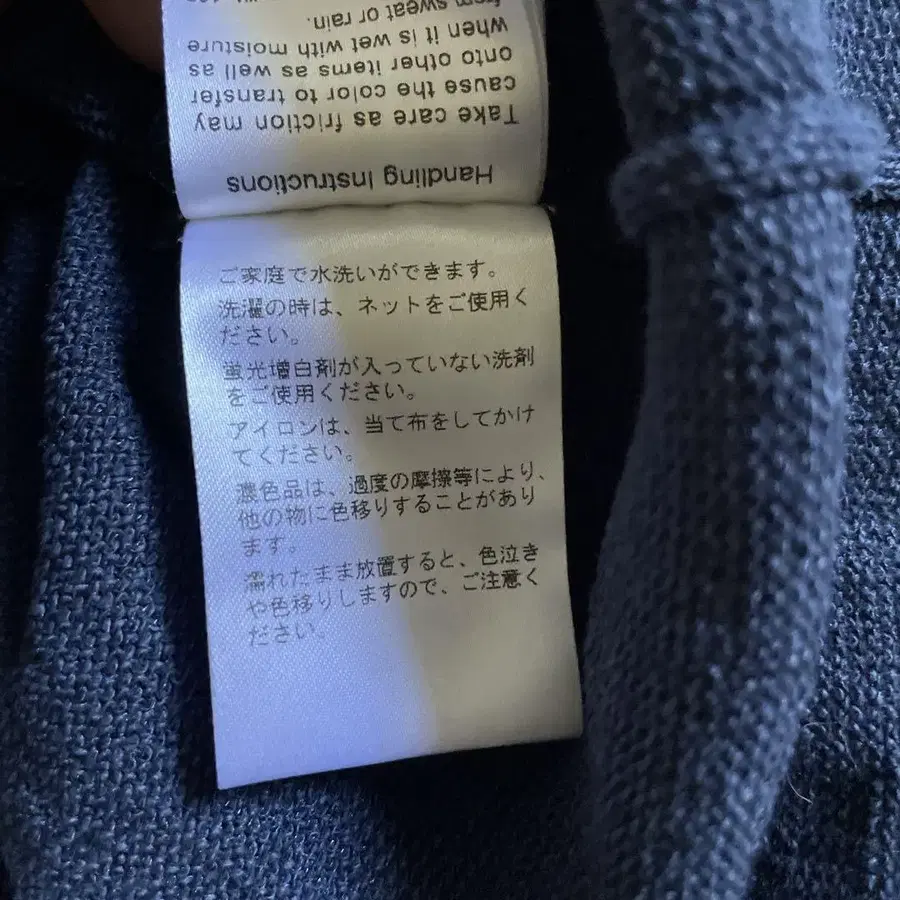 Handling Instructions
Take care as friction may
cause the color to transfer
onto other items as well as
when it is wet with moisture
from sweat or rain.
ご家庭で水洗いができます。
洗濯の時は、ネットをご使用く
ださい。
蛍光増白剤が入っていない洗剤
をご使用ください。
アイロンは、当て布をしてかけ
てください。
濃色品は、過度の摩擦等により、
他の物に色移りすることがあり
ます。
濡れたまま放置すると、色泣き
や色移りしますので、ご注意く
ださい。